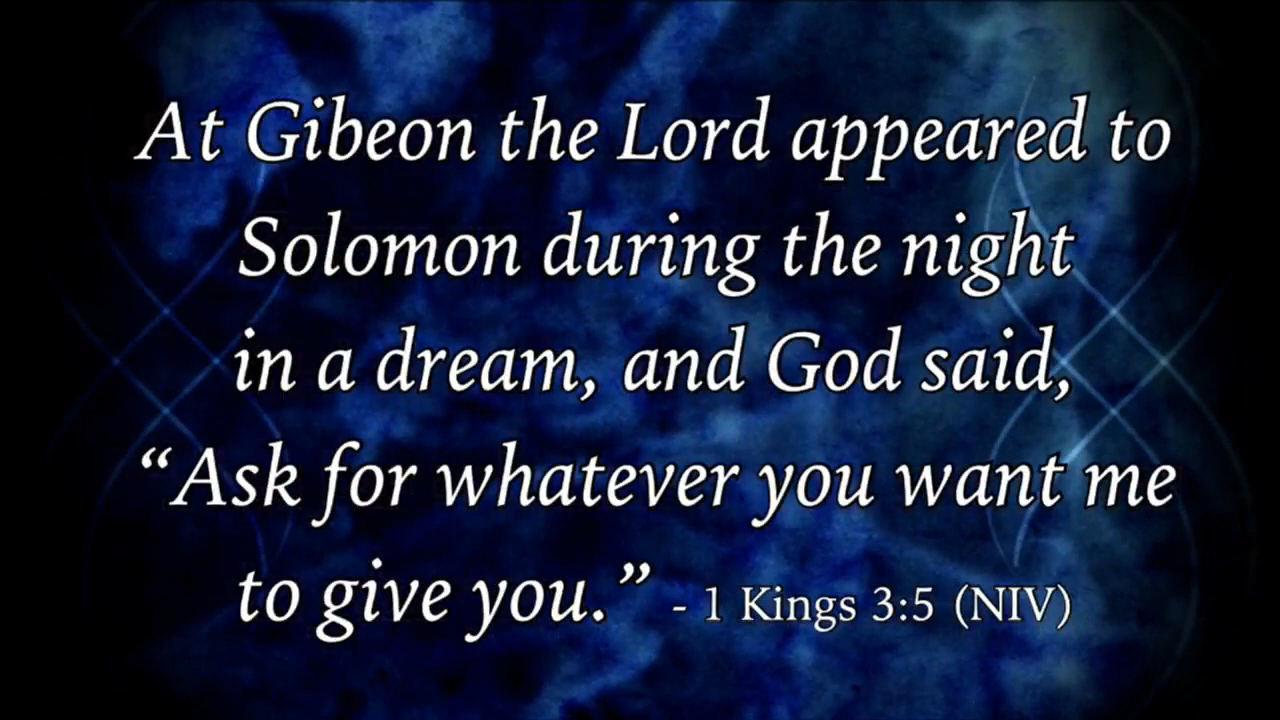 At Gibeon the Lord appeared to
Solomon during the night
in a dream, and God said,
“Ask for whatever you want me
to give you.” - 1 Kings 3:5 (NIV)